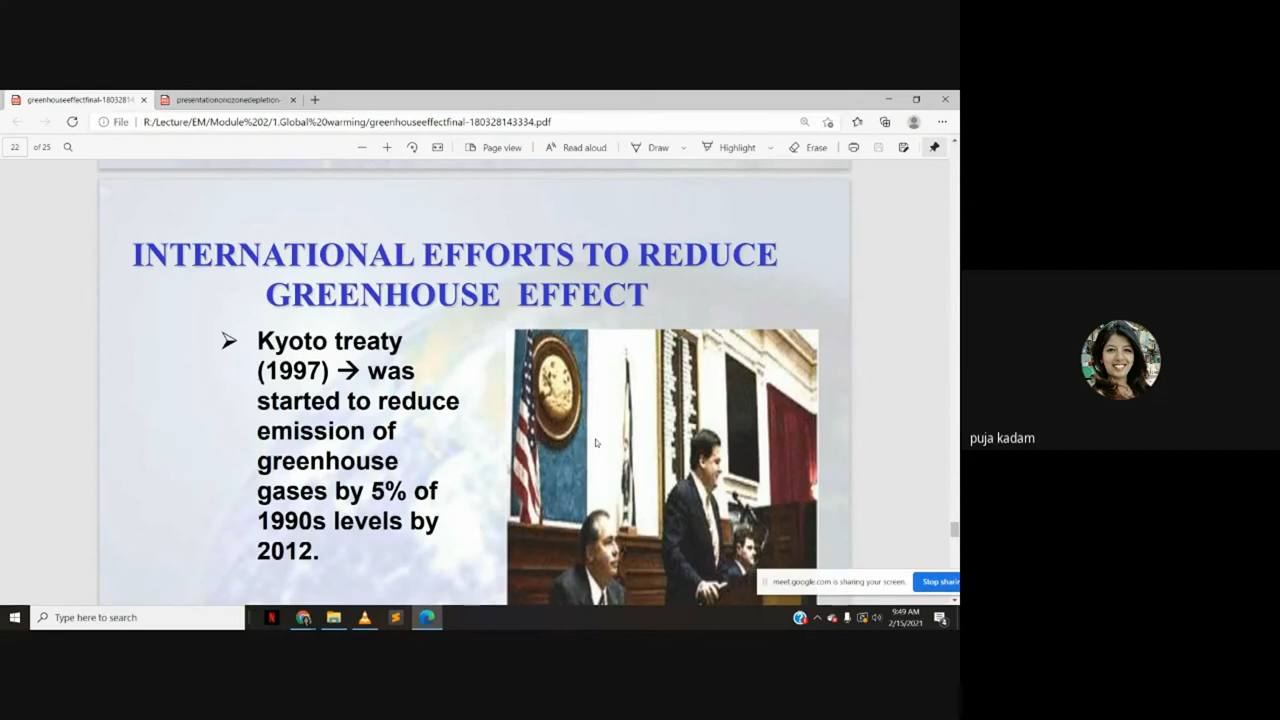 greenhouseeffectfinal-1803281
presentationonozonedepletion-
File
R:/Lecture/EM/Module%202/1.Global%20warming/greenhouseeffectfinal-180328143334.pdf
22 of 25
Page view
Read aloud
Draw
Highlight
Erase
INTERNATIONAL EFFORTS TO REDUCE
GREENHOUSE EFFECT
➢ Kyoto treaty
(1997) → was
started to reduce
emission of
greenhouse
gases by 5% of
1990s levels by
2012.
puja kadam
meet.google.com is sharing your screen.
Stop sharin
Type here to search
9:49 AM
2/15/2021